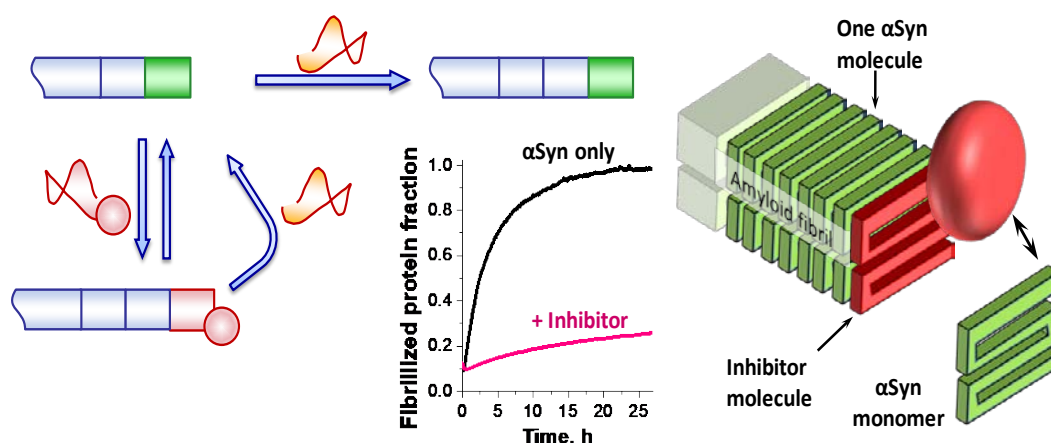 One αSyn
molecule
Amyloid fibril
Inhibitor
molecule
αSyn
monomer
Fibrillized protein fraction
1.0
0.8
0.6
0.4
0.2
0.0
αSyn only
+ Inhibitor
0
5
10
15
20
25
Time, h